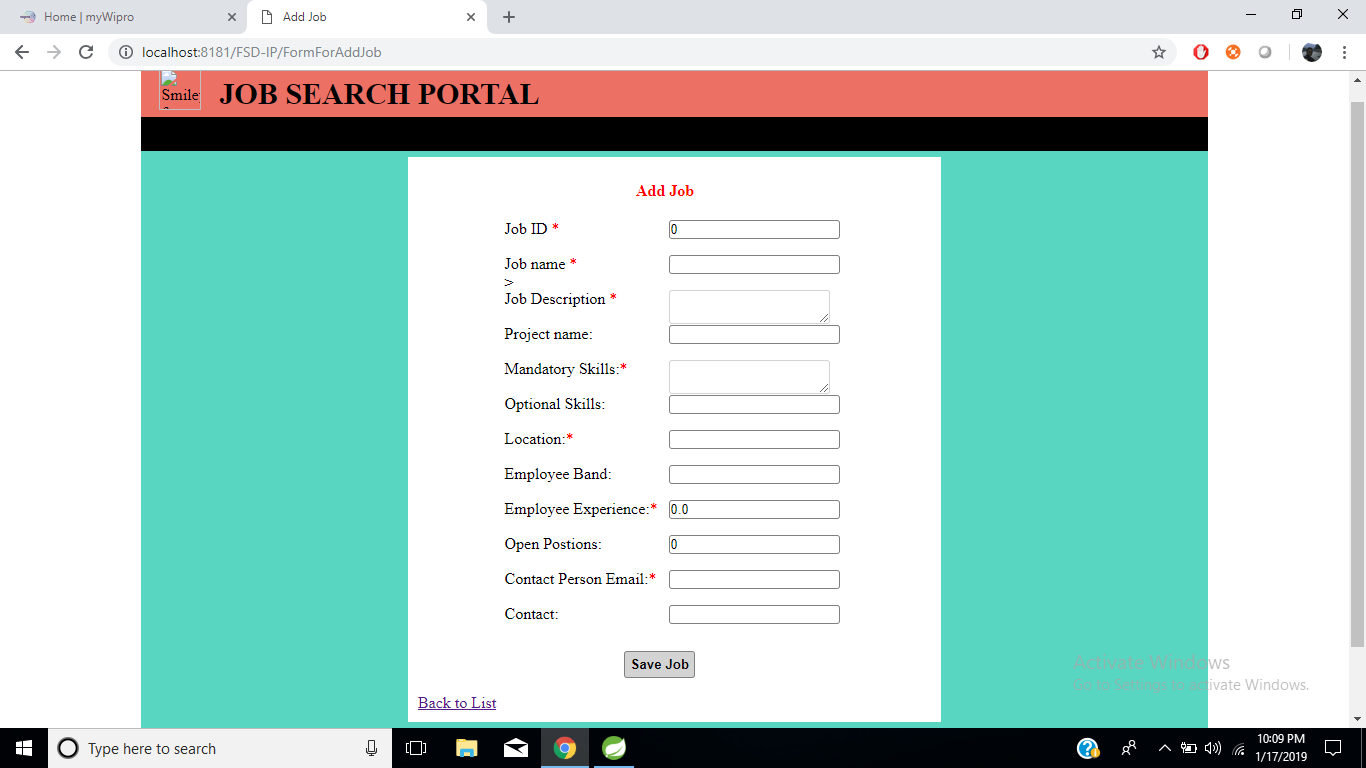 Home | myWipro
Add Job
localhost:8181/FSD-IP/FormForAddJob
Smile
JOB SEARCH PORTAL
Add Job
Job ID * 0
Job name *
>
Job Description *
Project name:
Mandatory Skills:*
Optional Skills:
Location:*
Employee Band:
Employee Experience:* 0.0
Open Postions: 0
Contact Person Email:*
Contact:
Save Job
Back to List
Activate Windows
Go to Settings to activate Windows.
Type here to search
10:09 PM
1/17/2019